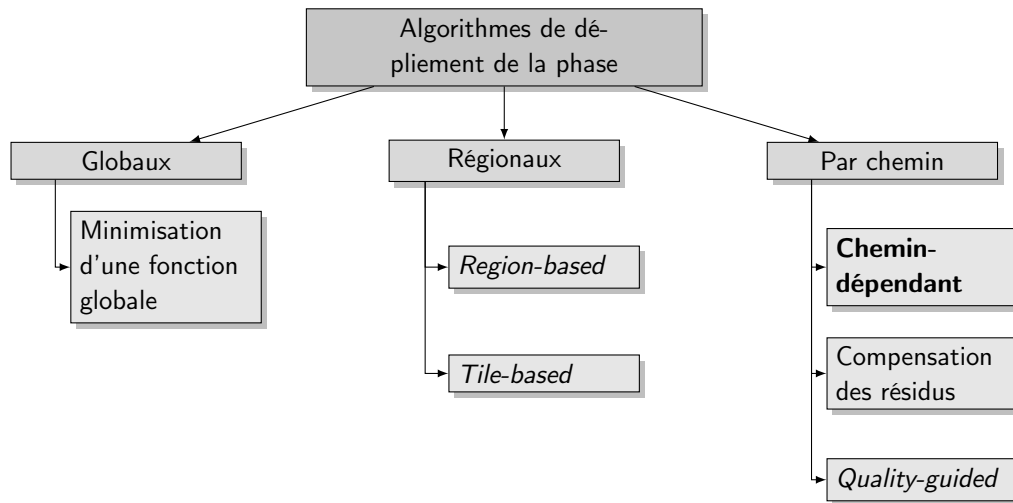 Algorithmes de dé-
pliement de la phase
Globaux
Régionaux
Par chemin
Minimisation
d'une fonction
globale
Region-based
Tile-based
Chemin-
dépendant
Compensation
des résidus
Quality-guided